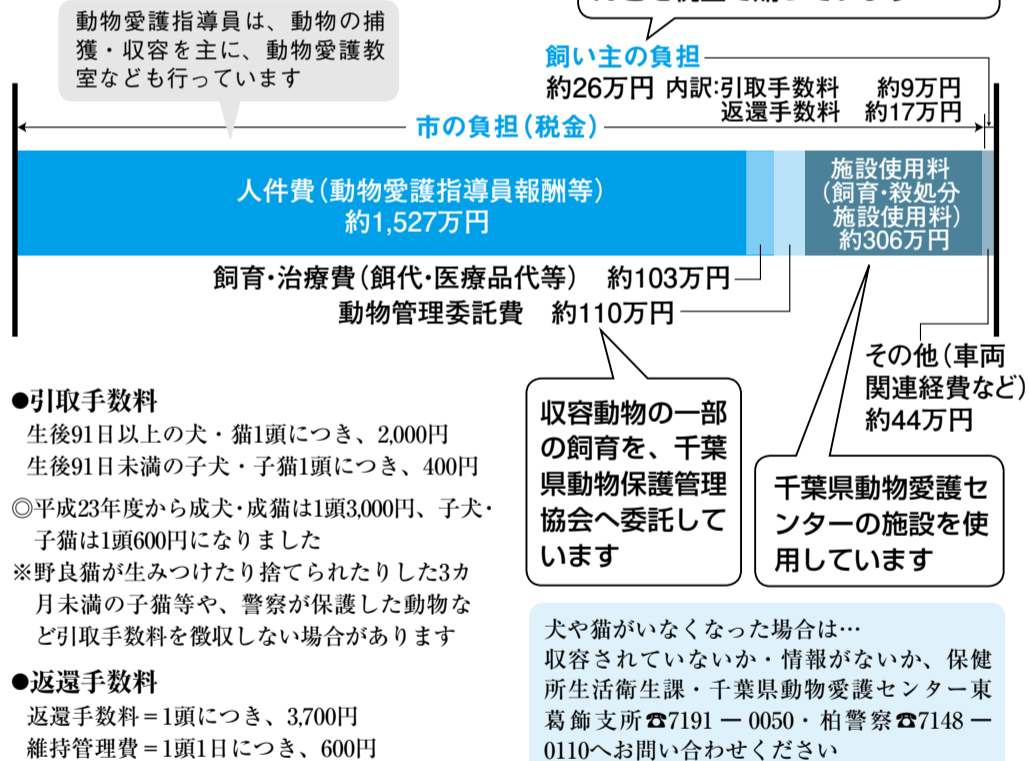 動物愛護指導員は、動物の捕
獲・収容を主に、動物愛護教
室なども行っています
飼い主の負担
約26万円 内訳:引取手数料 約9万円
返還手数料 約17万円
市の負担(税金)
人件費(動物愛護指導員報酬等)
約1,527万円
施設使用料
(飼育・殺処分
施設使用料)
約306万円
飼育・治療費(餌代・医療品代等) 約103万円
動物管理委託費 約110万円
その他(車両
関連経費など)
約44万円
収容動物の一部
の飼育を、千葉
県動物保護管理
協会へ委託して
います
千葉県動物愛護セ
ンターの施設を使
用しています
●引取手数料
生後91日以上の犬・猫1頭につき、2,000円
生後91日未満の子犬・子猫1頭につき、400円
◎平成23年度から成犬・成猫は1頭3,000円、子犬・
子猫は1頭600円になりました
※野良猫が生みつけたり捨てられたりした3カ
月未満の子猫等や、警察が保護した動物な
ど引取手数料を徴収しない場合があります
●返還手数料
返還手数料=1頭につき、3,700円
維持管理費=1頭1日につき、600円
犬や猫がいなくなった場合は…
収容されていないか・情報がないか、保健
所生活衛生課・千葉県動物愛護センター東
葛飾支所☎7191―0050・柏警察☎7148―
0110へお問い合わせください